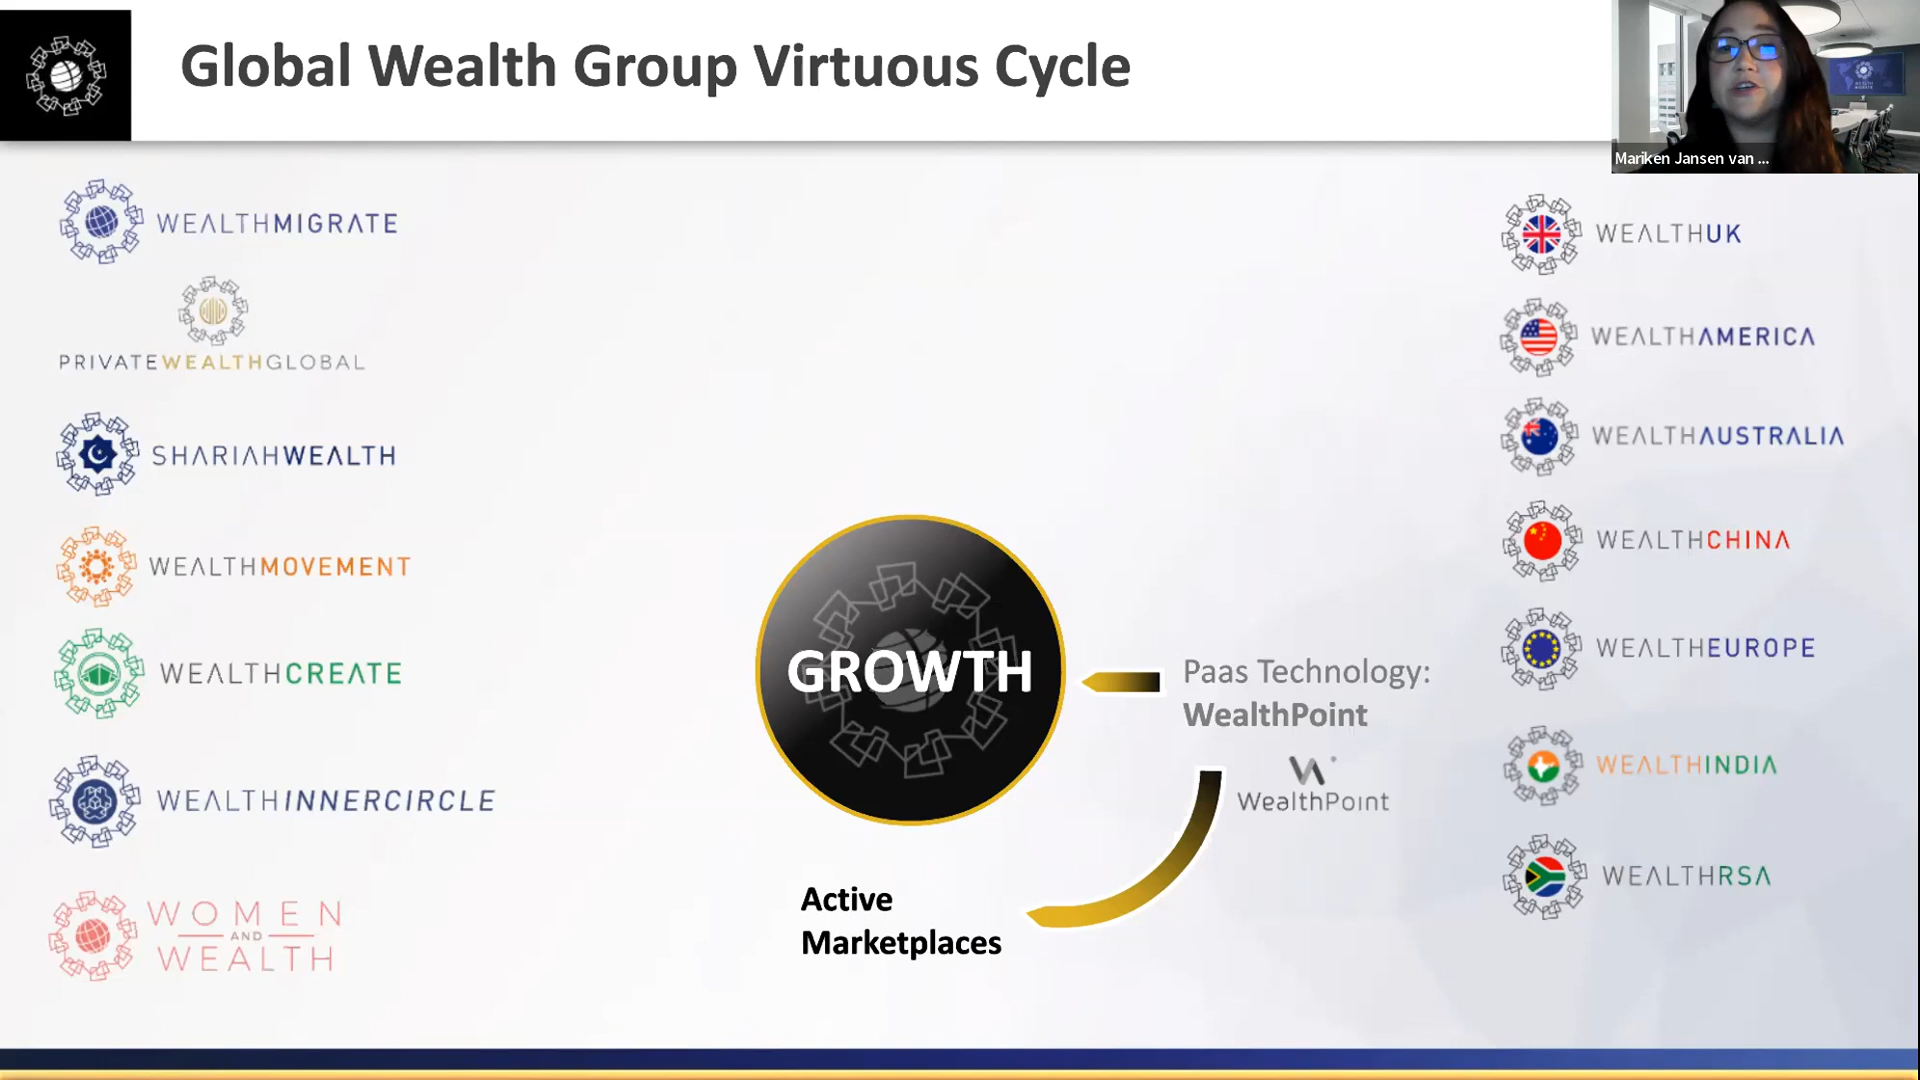 Global Wealth Group Virtuous Cycle
Mariken Jansen van ...
WEALTHMIGRATE
PRIVATEWEALTHGLOBAL
SHARIAHWEALTH
WEALTHMOVEMENT
WEALTHCREATE
WEALTHINNERCIRCLE
WOMEN
AND
WEALTH
GROWTH
Paas Technology:
WealthPoint
WealthPoint
Active
Marketplaces
WEALTHUK
WEALTHAMERICA
WEALTHAUSTRALIA
WEALTHCHINA
WEALTHEUROPE
WEALTHINDIA
WEALTHRSA